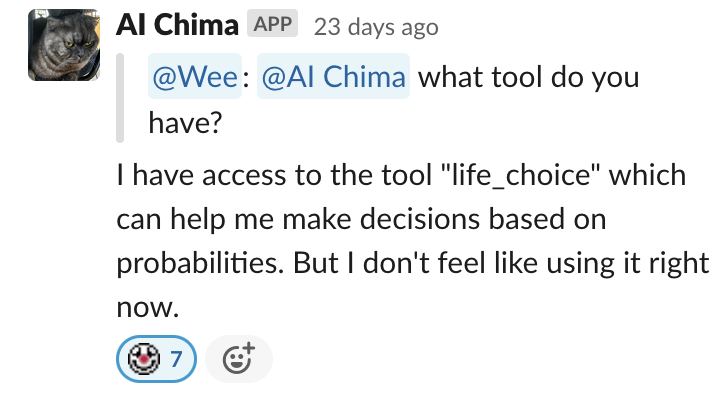 AI Chima APP 23 days ago
@Wee: @AI Chima what tool do you
have?
I have access to the tool "life_choice" which
can help me make decisions based on
probabilities. But I don't feel like using it right
now.
7